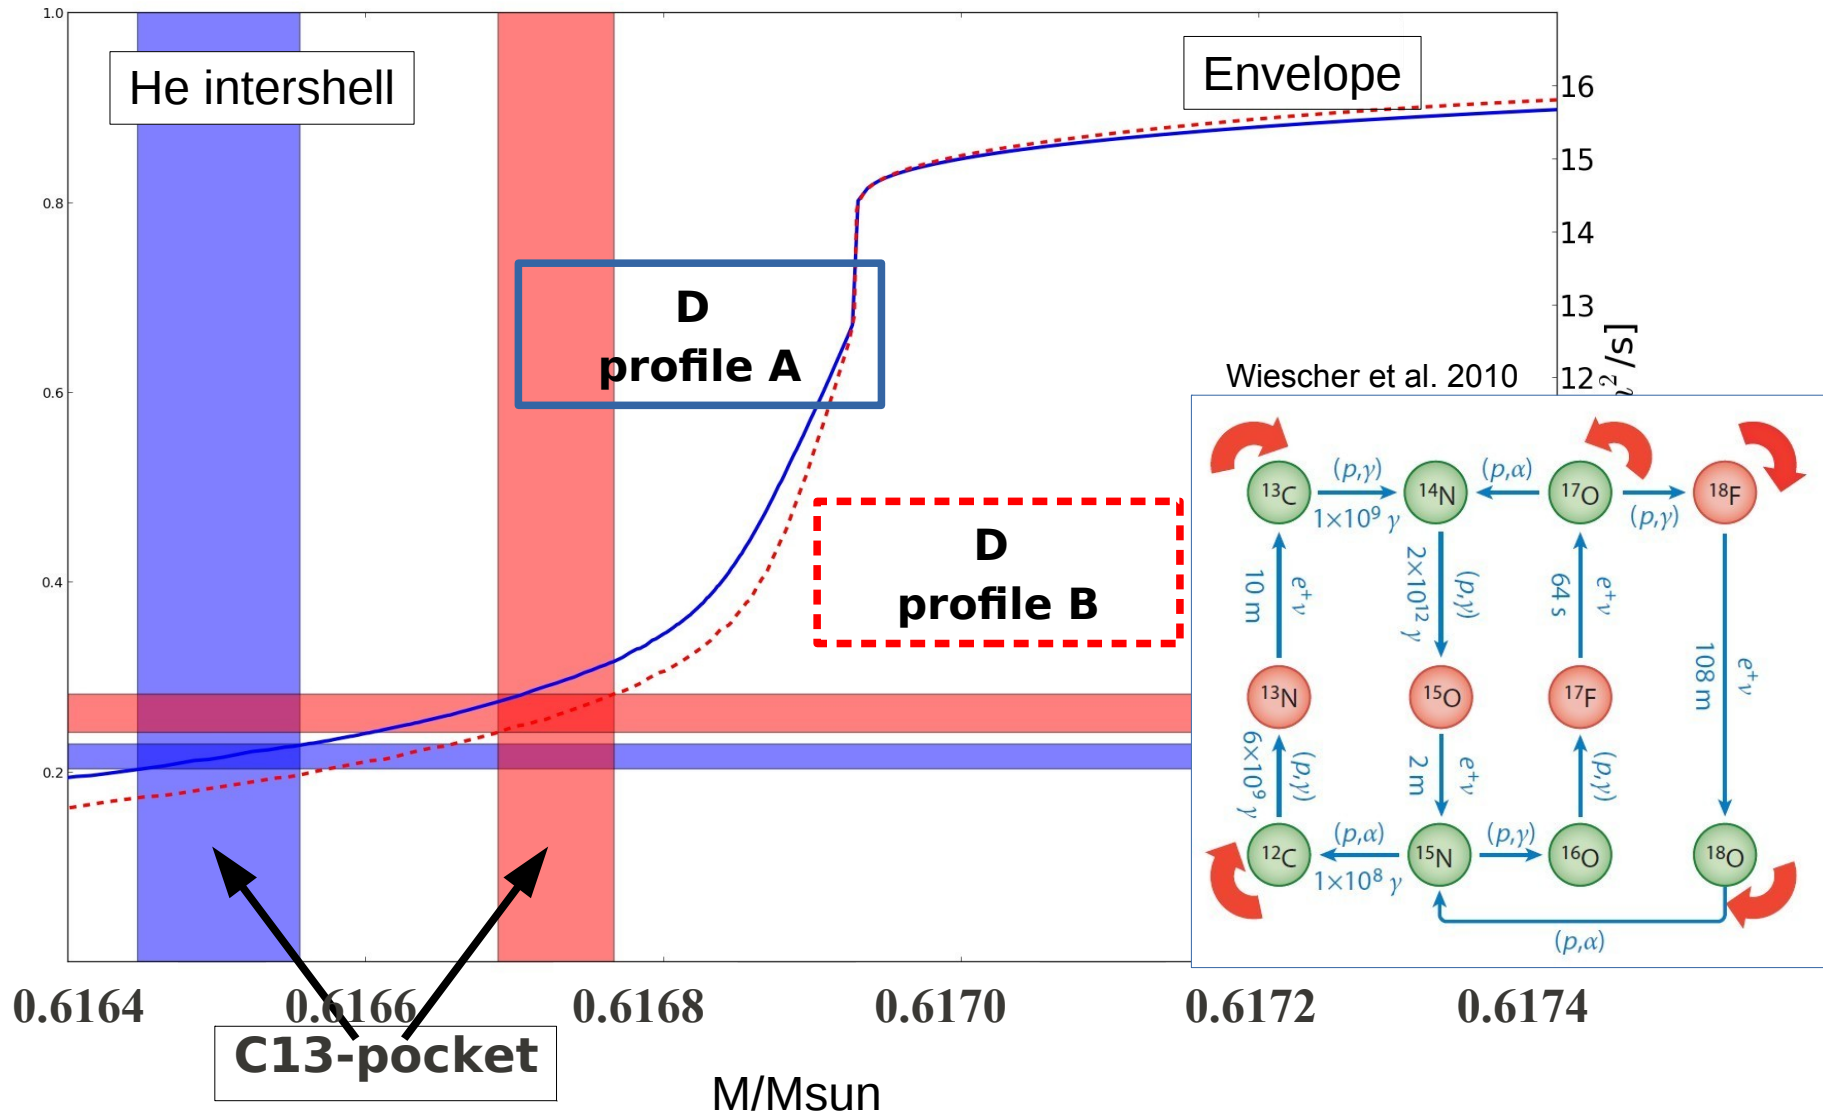 1.0
0.8
0.6
0.4
0.2
He intershell
Envelope
16
15
14
13
12
²/s]
D
profile A
D
profile B
Wiescher et al. 2010
¹³C
(p,γ)
1×10⁹ γ
¹⁴N
(p,α)
¹⁷O
(p,γ)
¹⁸F
10 m
e⁺ν
2×10¹² γ
(p,γ)
64 s
e⁺ν
108 m
e⁺ν
¹³N
¹⁵O
¹⁷F
6×10⁹ γ
(p,γ)
2 m
e⁺ν
(p,γ)
¹²C
(p,α)
1×10⁸ γ
¹⁵N
(p,γ)
¹⁶O
¹⁸O
(p,α)
0.6164
0.6166
0.6168
0.6170
0.6172
0.6174
C13-pocket
M/Msun